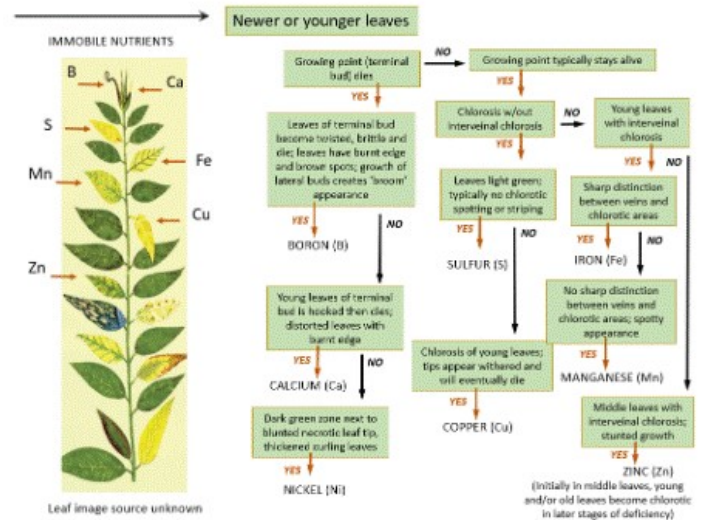 Newer or younger leaves
IMMOBILE NUTRIENTS
B
Ca
S
Fe
Mn
Cu
Zn
Leaf image source unknown
Growing point (terminal
bud) dies
NO
Growing point typically stays alive
YES
YES
Leaves of terminal bud
become twisted, brittle and
die; leaves have burnt edge
and brown spots; growth of
lateral buds creates 'broom'
appearance
YES
NO
BORON (B)
Young leaves of terminal
bud is hooked then dies;
distorted leaves with
burnt edge
YES
NO
CALCIUM (Ca)
Dark green zone next to
blunted necrotic leaf tip,
thickened curling leaves
YES
NICKEL (Ni)
Chlorosis w/out
interveinal chlorosis
NO
YES
Leaves light green;
typically no chlorotic
spotting or striping
YES
NO
SULFUR (S)
Chlorosis of young leaves;
tips appear withered and
will eventually die
YES
COPPER (Cu)
Young leaves
with interveinal
chlorosis
YES
NO
Sharp distinction
between veins and
chlorotic areas
YES
NO
IRON (Fe)
No sharp distinction
between veins and
chlorotic areas; spotty
appearance
YES
MANGANESE (Mn)
Middle leaves with
interveinal chlorosis;
stunted growth
YES
ZINC (Zn)
(Initially in middle leaves, young
and/or old leaves become chlorotic
in later stages of deficiency)